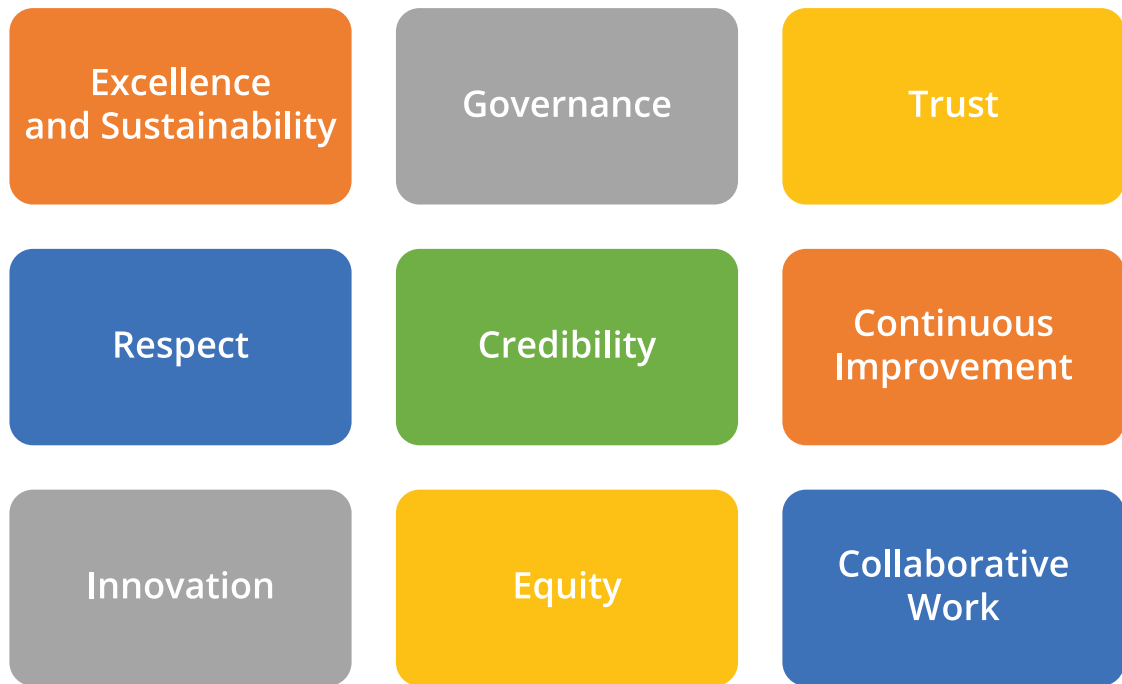 Excellence
and Sustainability
Governance
Trust
Respect
Credibility
Continuous
Improvement
Innovation
Equity
Collaborative
Work